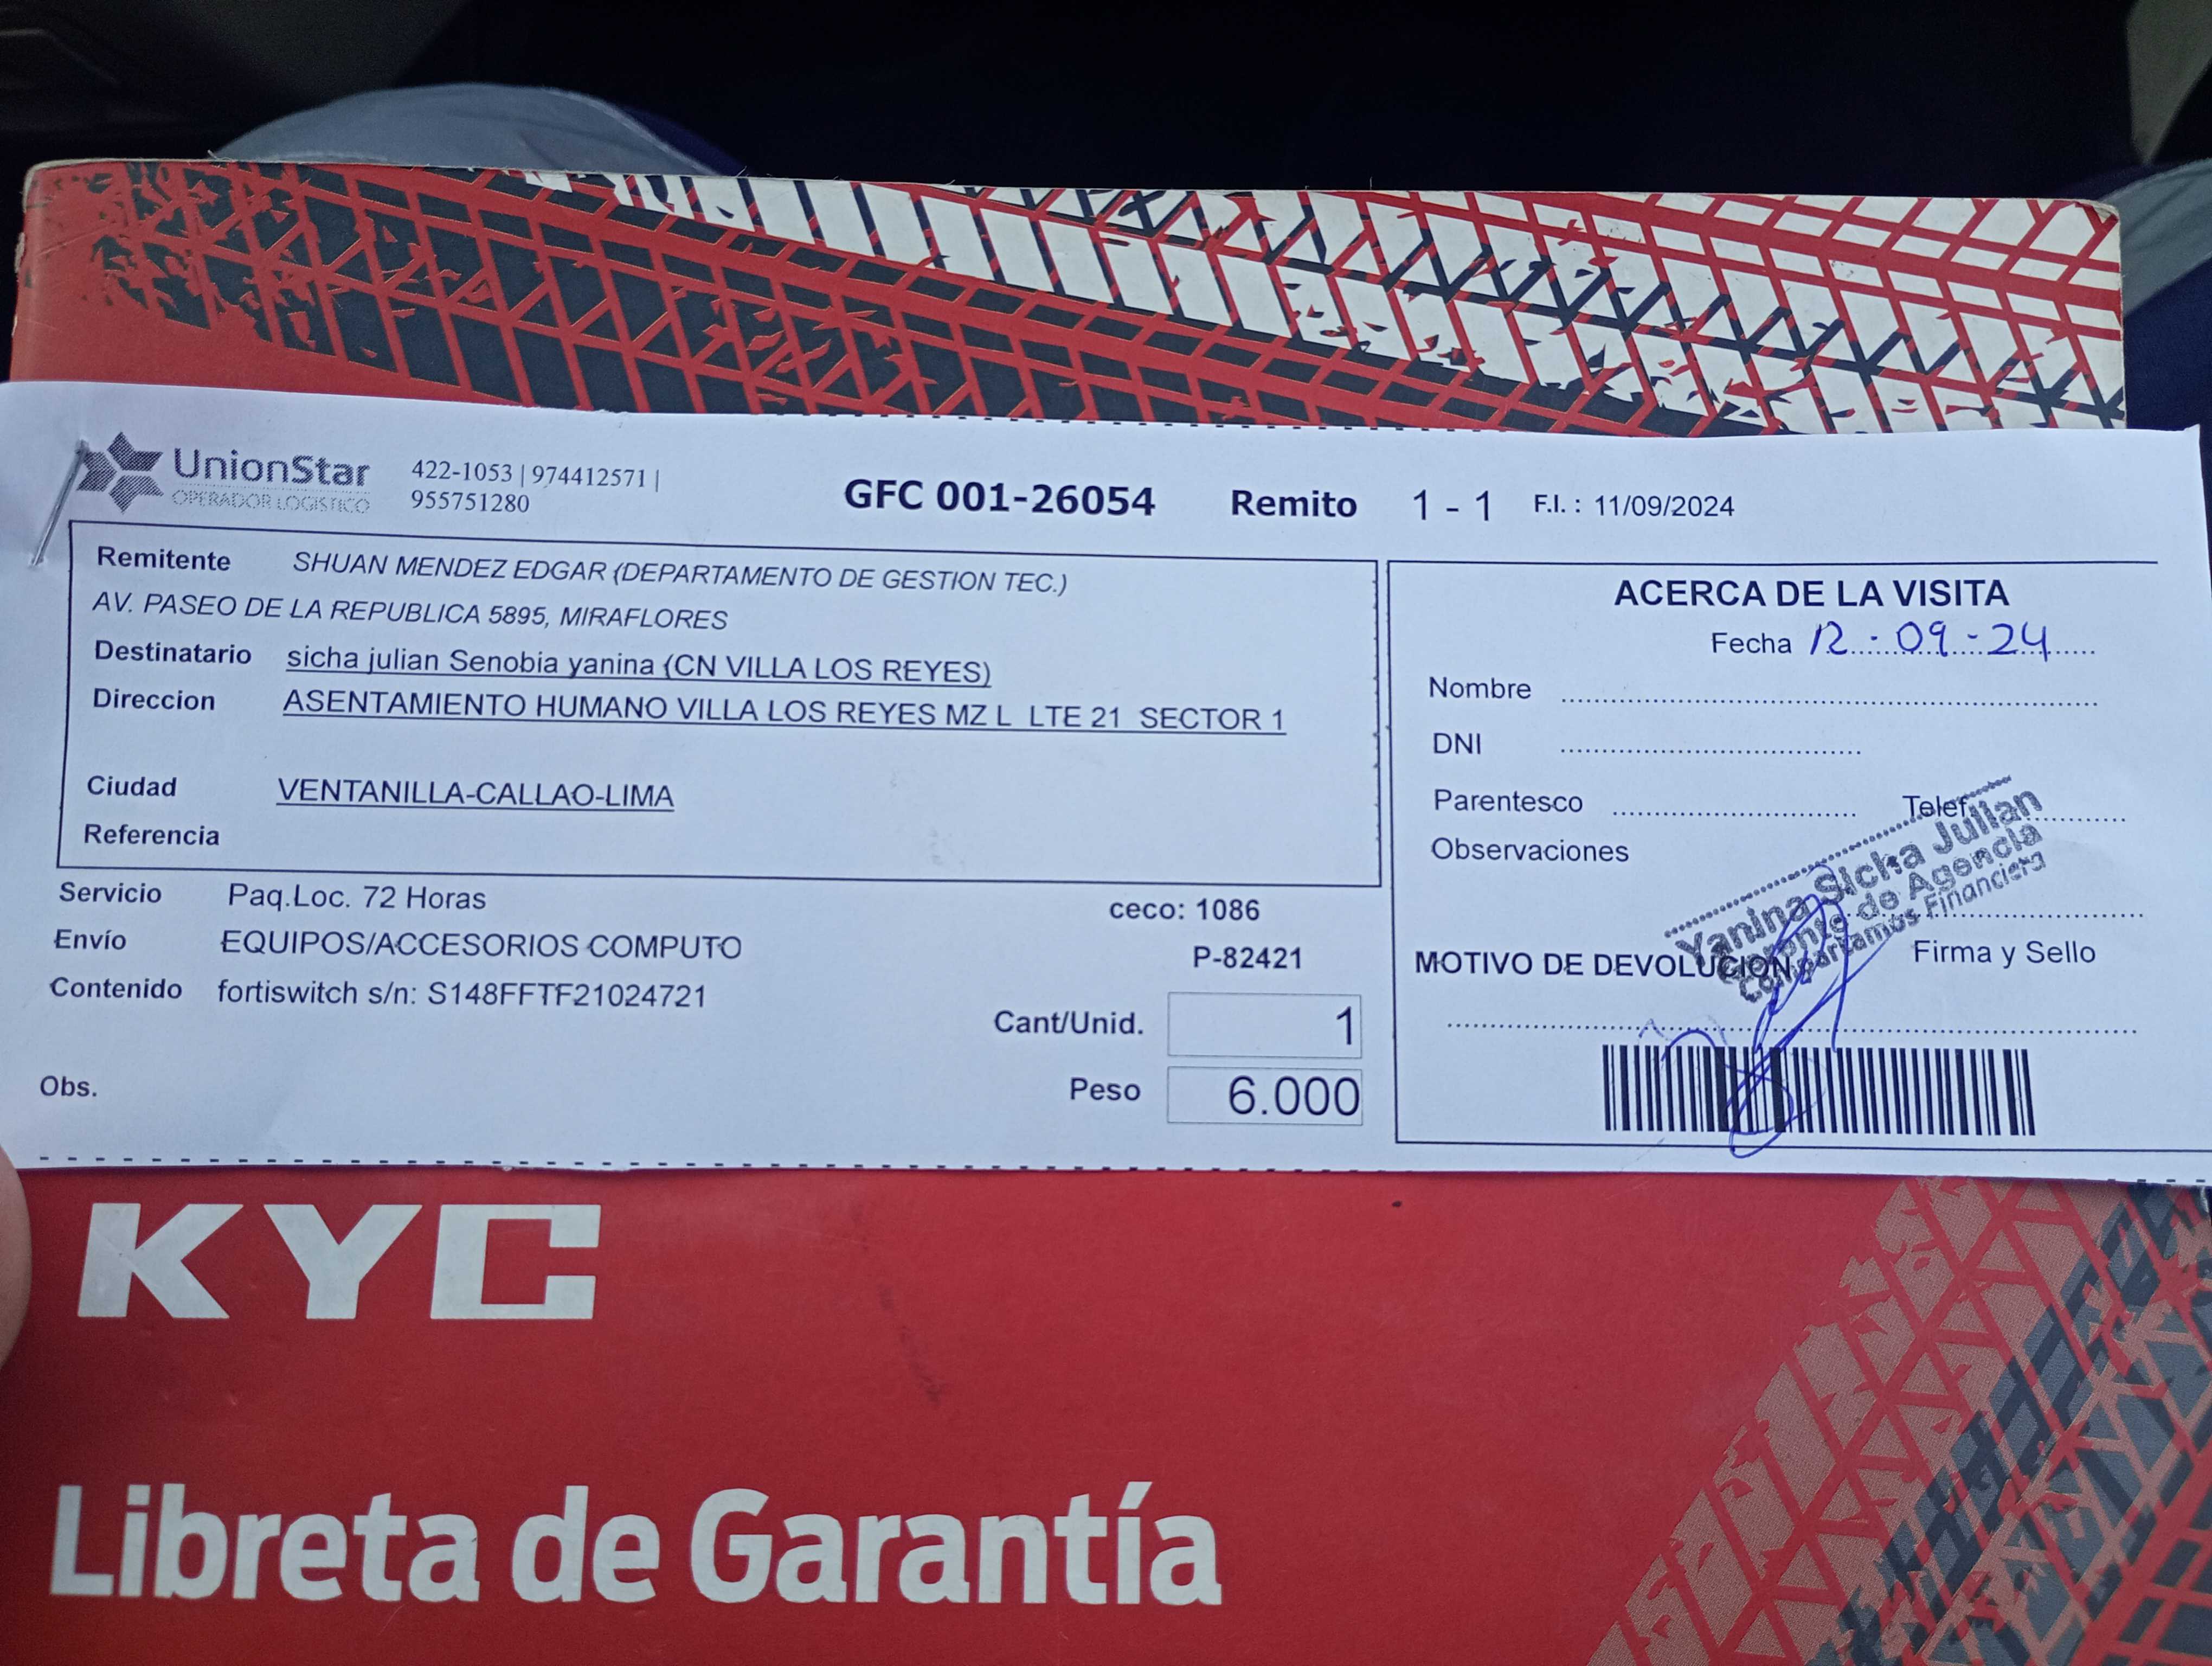 UnionStar
OPERADOR LOGISTICO
422-1053 | 974412571 |
955751280
GFC 001-26054 Remito 1 - 1 F.I. : 11/09/2024
Remitente SHUAN MENDEZ EDGAR (DEPARTAMENTO DE GESTION TEC.)
AV. PASEO DE LA REPUBLICA 5895, MIRAFLORES
Destinatario sicha julian Senobia yanina (CN VILLA LOS REYES)
Direccion ASENTAMIENTO HUMANO VILLA LOS REYES MZ L LTE 21 SECTOR 1
Ciudad VENTANILLA-CALLAO-LIMA
Referencia
Servicio Paq.Loc. 72 Horas
ceco: 1086
Envío EQUIPOS/ACCESORIOS COMPUTO
P-82421
Contenido fortiswitch s/n: S148FFTF21024721
Cant/Unid. 1
Obs.
Peso 6.000
ACERCA DE LA VISITA
Fecha 12-09-24
Nombre
DNI
Parentesco Telef.
Observaciones
Yanina Sicha Julian
Gerente de Agencia
Compartamos Financiera
MOTIVO DE DEVOLUCION
Firma y Sello
KYC
Libreta de Garantía